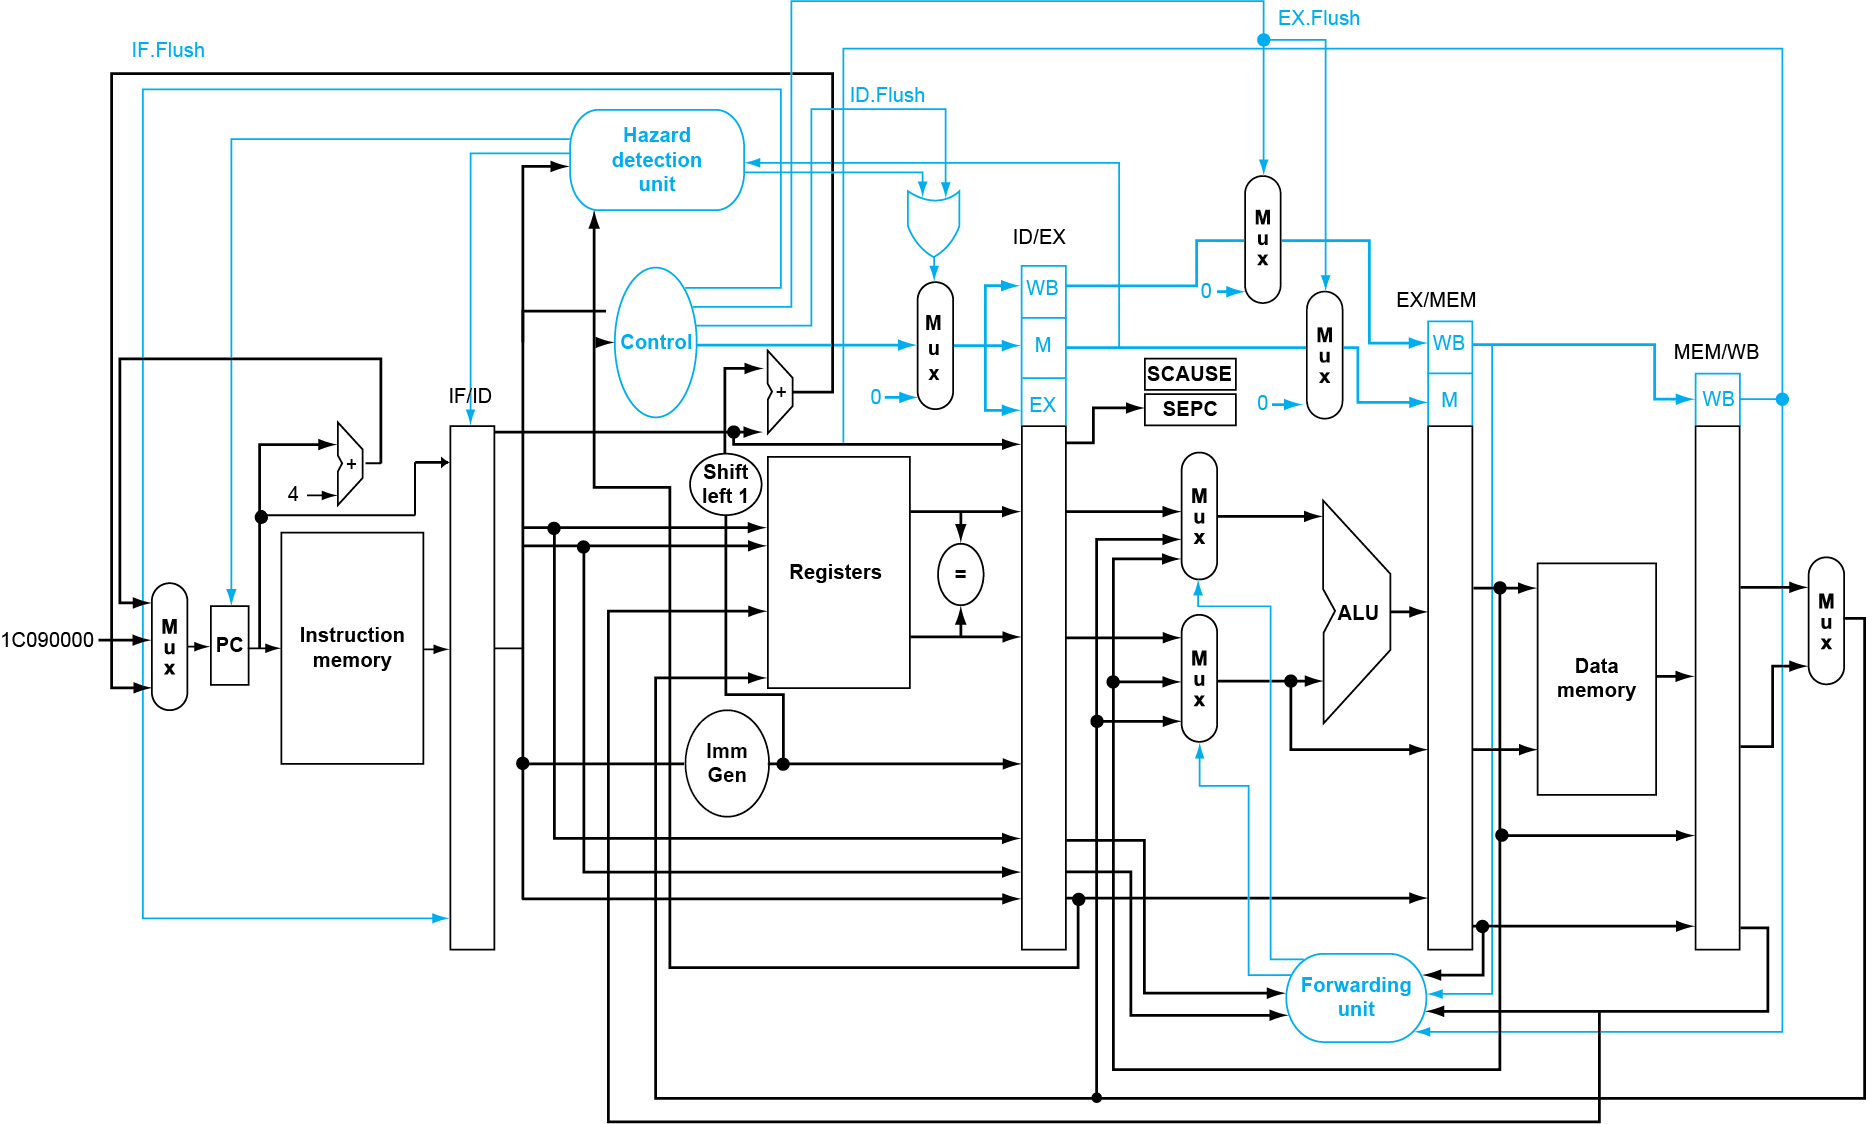 EX.Flush
IF.Flush
ID.Flush
Hazard
detection
unit
ID/EX
M
u
x
WB
0
EX/MEM
M
u
x
Control
M
u
x
M
WB
MEM/WB
SCAUSE
0
EX
SEPC
0
M
WB
IF/ID
+
+
4
Shift
left 1
M
u
x
Registers
=
ALU
M
u
x
1C090000
M
u
x
PC
Instruction
memory
M
u
x
Data
memory
Imm
Gen
Forwarding
unit